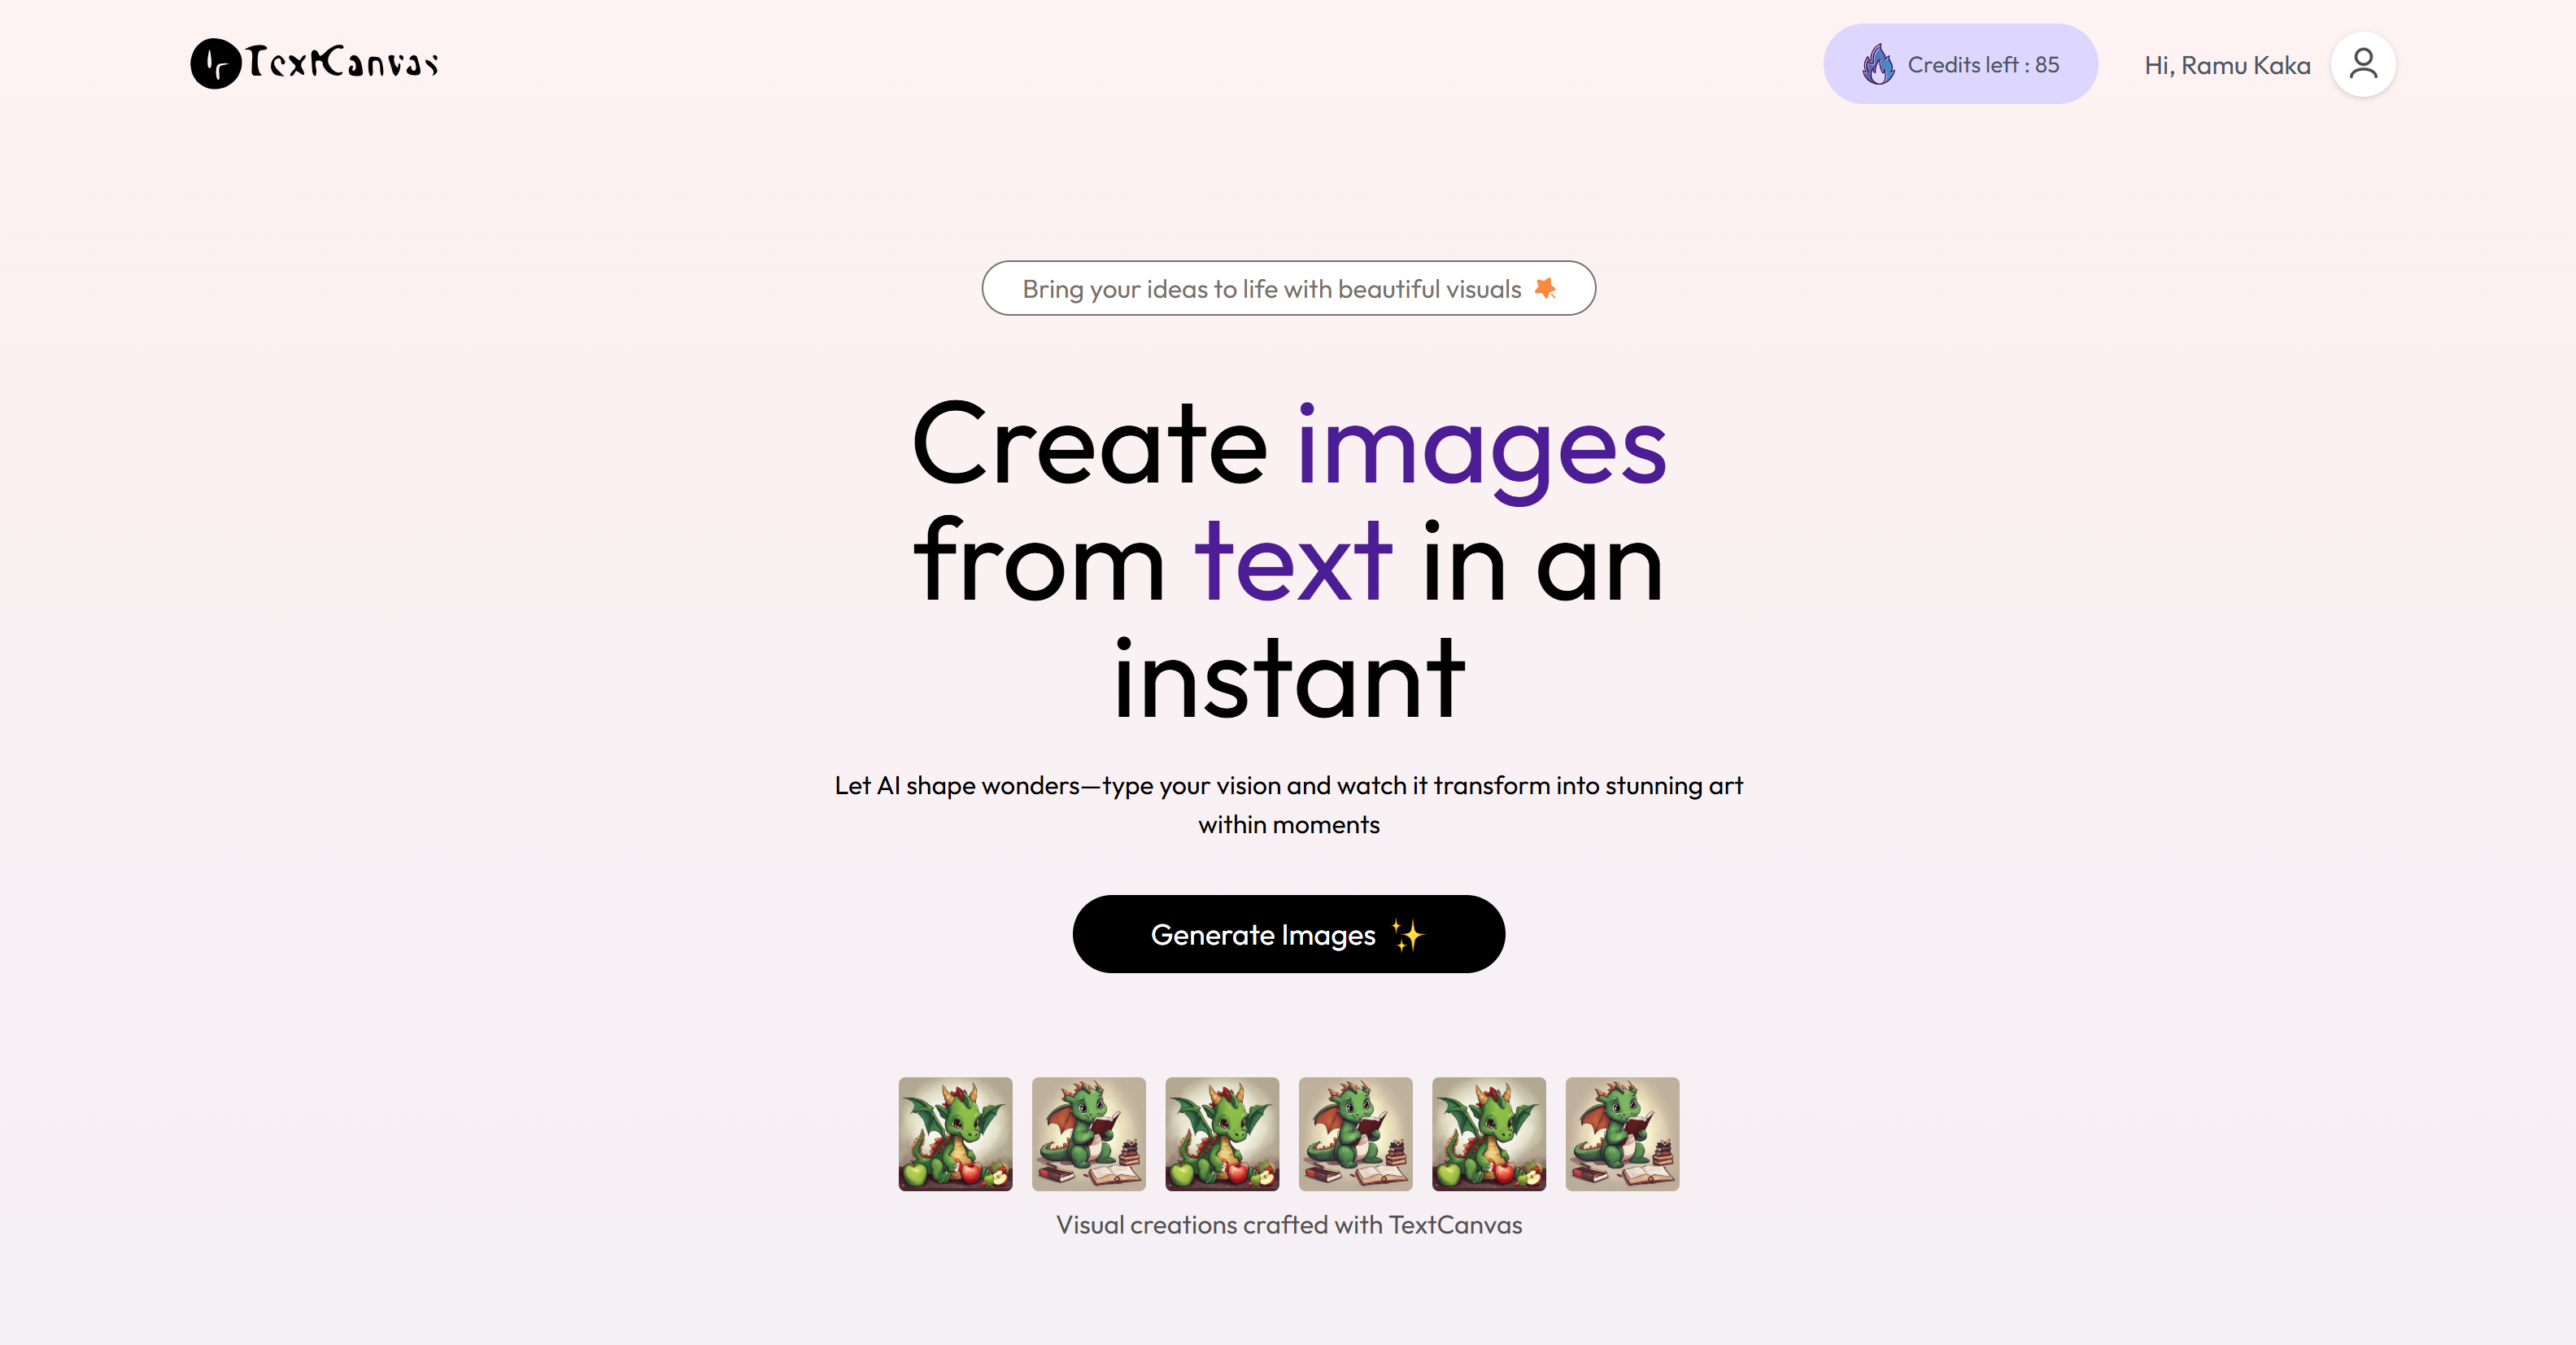 TextCanvas
Credits left : 85
Hi, Ramu Kaka
Bring your ideas to life with beautiful visuals
Create images
from text in an
instant
Let AI shape wonders—type your vision and watch it transform into stunning art
within moments
Generate Images ✨
Visual creations crafted with TextCanvas